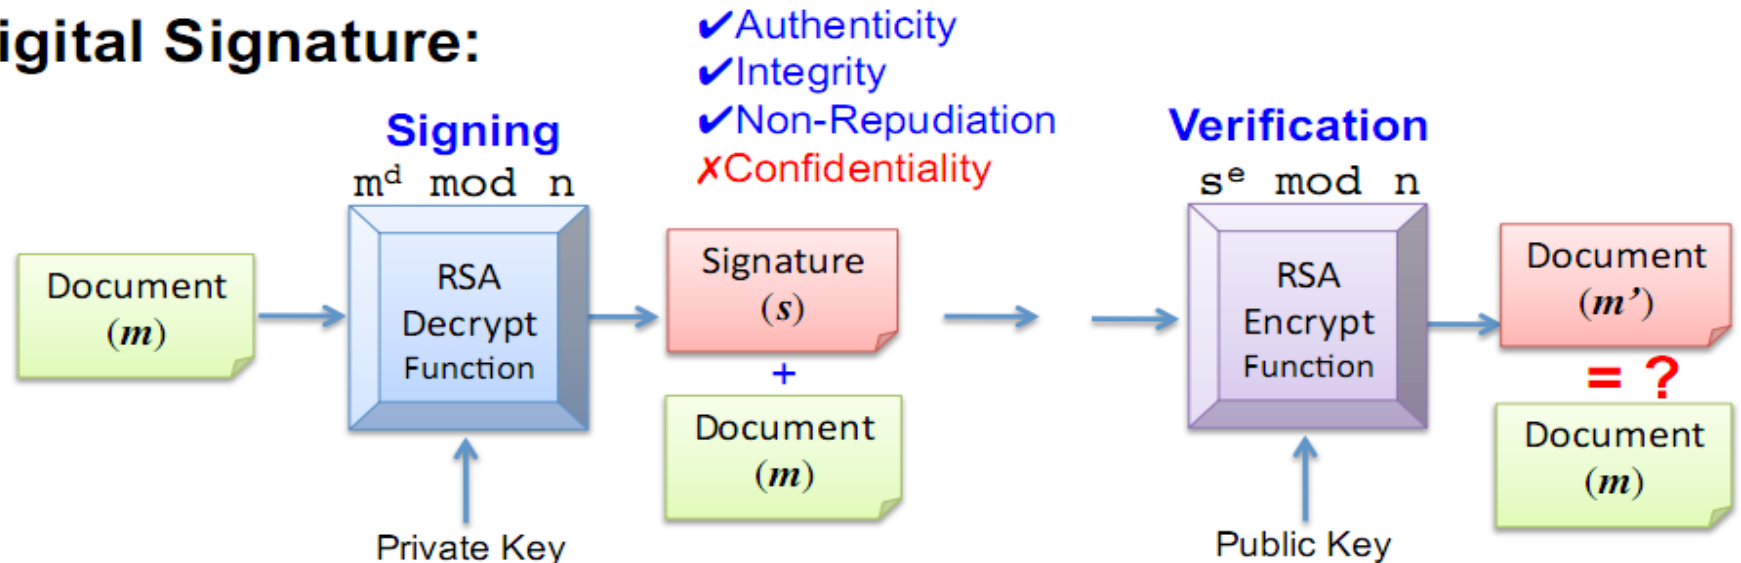 igital Signature:
✔Authenticity
✔Integrity
✔Non-Repudiation
✗Confidentiality
Signing
mᵈ mod n
Verification
sᵉ mod n
Document
(m)
RSA
Decrypt
Function
Signature
(s)
+
Document
(m)
RSA
Encrypt
Function
Document
(m’)
= ?
Document
(m)
Private Key
Public Key